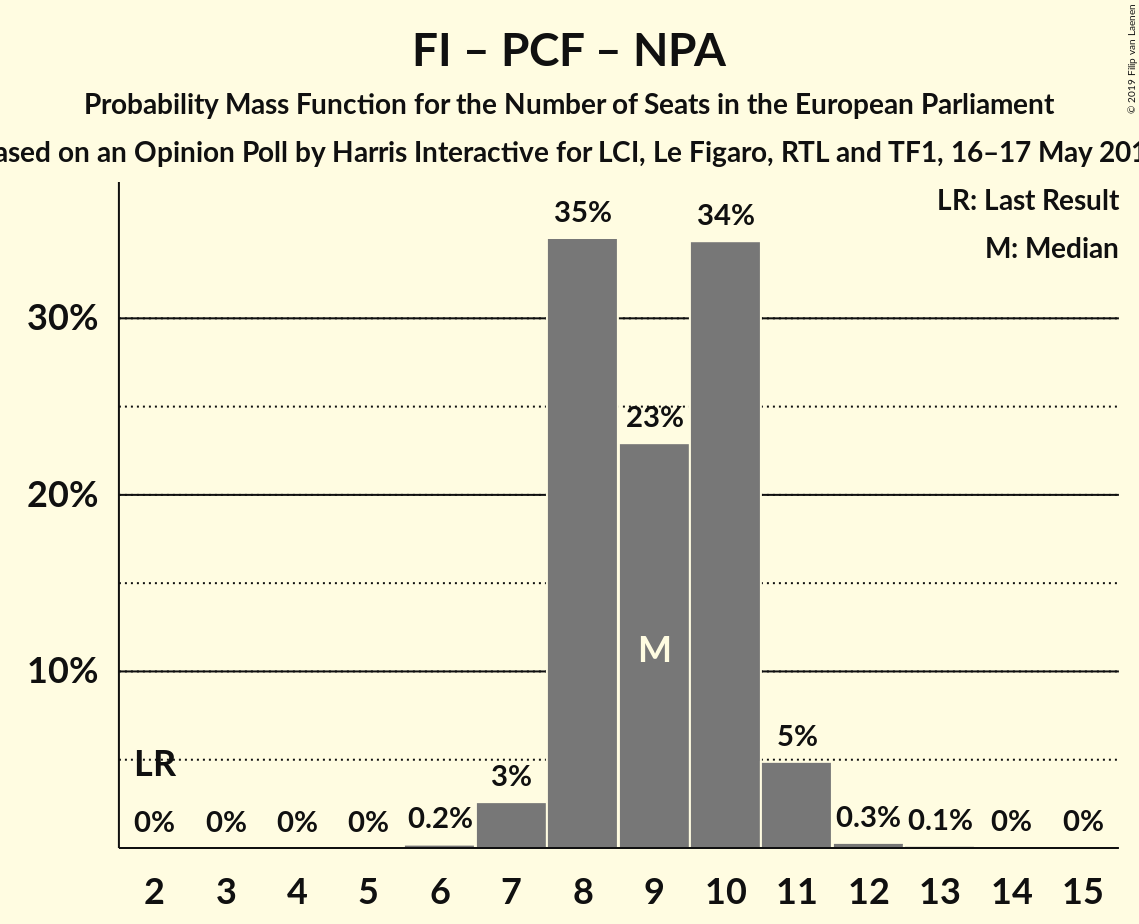 FI – PCF – NPA
Probability Mass Function for the Number of Seats in the European Parliament
ased on an Opinion Poll by Harris Interactive for LCI, Le Figaro, RTL and TF1, 16–17 May 201
© 2019 Filip van Laenen
LR: Last Result
M: Median
35%
34%
30%
23%
20%
M
10%
LR
5%
3%
0% 0% 0% 0% 0.2% 0.3% 0.1% 0% 0%
2 3 4 5 6 7 8 9 10 11 12 13 14 15